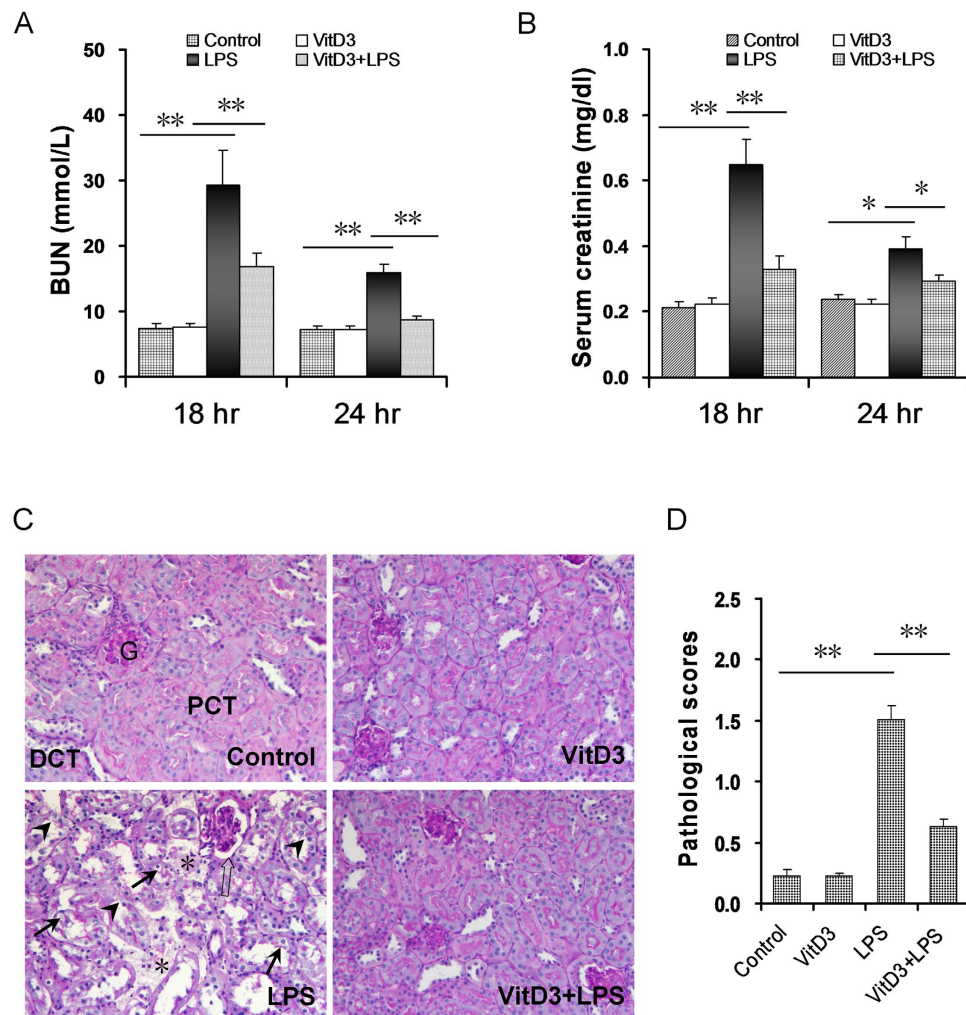 A
Control
VitD3
LPS
VitD3+LPS
BUN (mmol/L)
50
40
30
20
10
0
**
**
**
**
18 hr
24 hr
B
Control
VitD3
LPS
VitD3+LPS
Serum creatinine (mg/dl)
1.0
0.8
0.6
0.4
0.2
0.0
**
**
*
*
18 hr
24 hr
C
G
PCT
DCT
Control
VitD3
*
*
LPS
VitD3+LPS
D
Pathological scores
2.5
2.0
1.5
1.0
0.5
0.0
**
**
Control
VitD3
LPS
VitD3+LPS